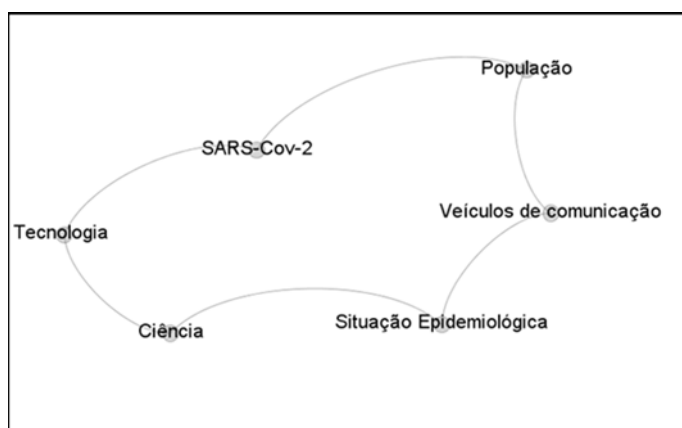 População
SARS-Cov-2
Veículos de comunicação
Tecnologia
Situação Epidemiológica
Ciência